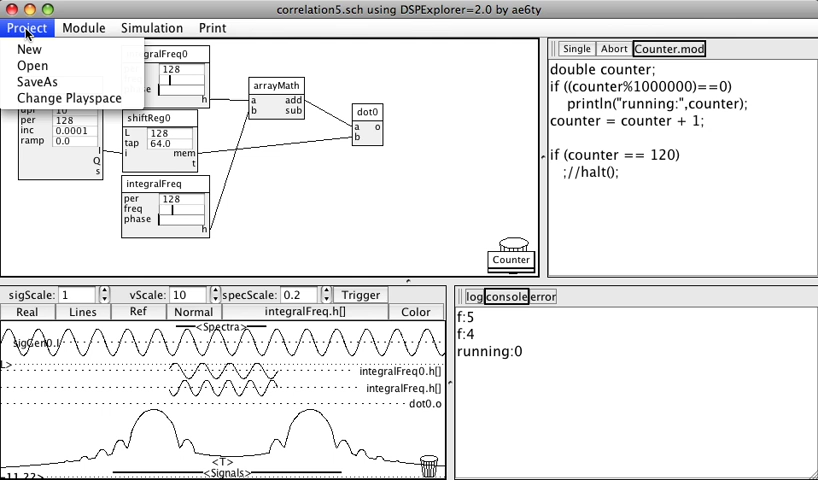 correlation5.sch using DSPExplorer=2.0 by ae6ty
Project Module Simulation Print
New
Open
SaveAs
Change Playspace
per 128
inc 0.0001
ramp 0.0
I
Q
s
128
h
shiftReg0
L 128
tap 64.0
i mem
t
integralFreq
per 128
freq
phase
h
arrayMath
a add
b sub
dot0
a o
b
Counter
Single Abort Counter.mod
double counter;
if ((counter%1000000)==0)
println("running:",counter);
counter = counter + 1;
if (counter == 120)
;//halt();
sigScale: 1 vScale: 10 specScale: 0.2 Trigger
Real Lines Ref Normal integralFreq.h[] Color
<Spectra>
sigGen0.I
L>
integralFreq0.h[]
integralFreq.h[]
dot0.o
<T>
<Signals>
log console error
f:5
f:4
running:0